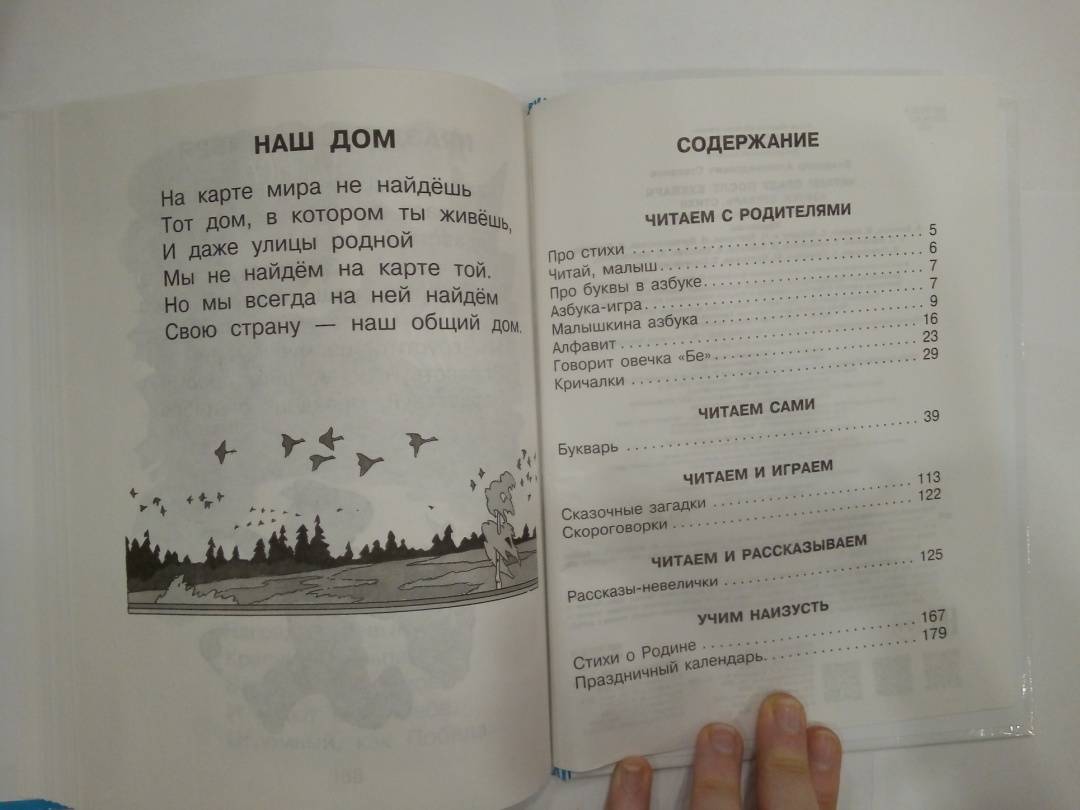 НАШ ДОМ
На карте мира не найдёшь
Тот дом, в котором ты живёшь,
И даже улицы родной
Мы не найдём на карте той.
Но мы всегда на ней найдём
Свою страну — наш общий дом.
СОДЕРЖАНИЕ
ЧИТАЕМ С РОДИТЕЛЯМИ
Про стихи . . . . . . . . . . 5
Читай, малыш . . . . . . . . . . 6
Про буквы в азбуке . . . . . . . . . . 7
Азбука-игра . . . . . . . . . . 7
Малышкина азбука . . . . . . . . . . 9
Алфавит . . . . . . . . . . 16
Говорит овечка «Бе» . . . . . . . . . . 23
Кричалки . . . . . . . . . . 29
ЧИТАЕМ САМИ
Букварь . . . . . . . . . . 39
ЧИТАЕМ И ИГРАЕМ
Сказочные загадки . . . . . . . . . . 113
Скороговорки . . . . . . . . . . 122
ЧИТАЕМ И РАССКАЗЫВАЕМ
Рассказы-невелички . . . . . . . . . . 125
УЧИМ НАИЗУСТЬ
Стихи о Родине . . . . . . . . . . 167
Праздничный календарь . . . . . . . . . . 179